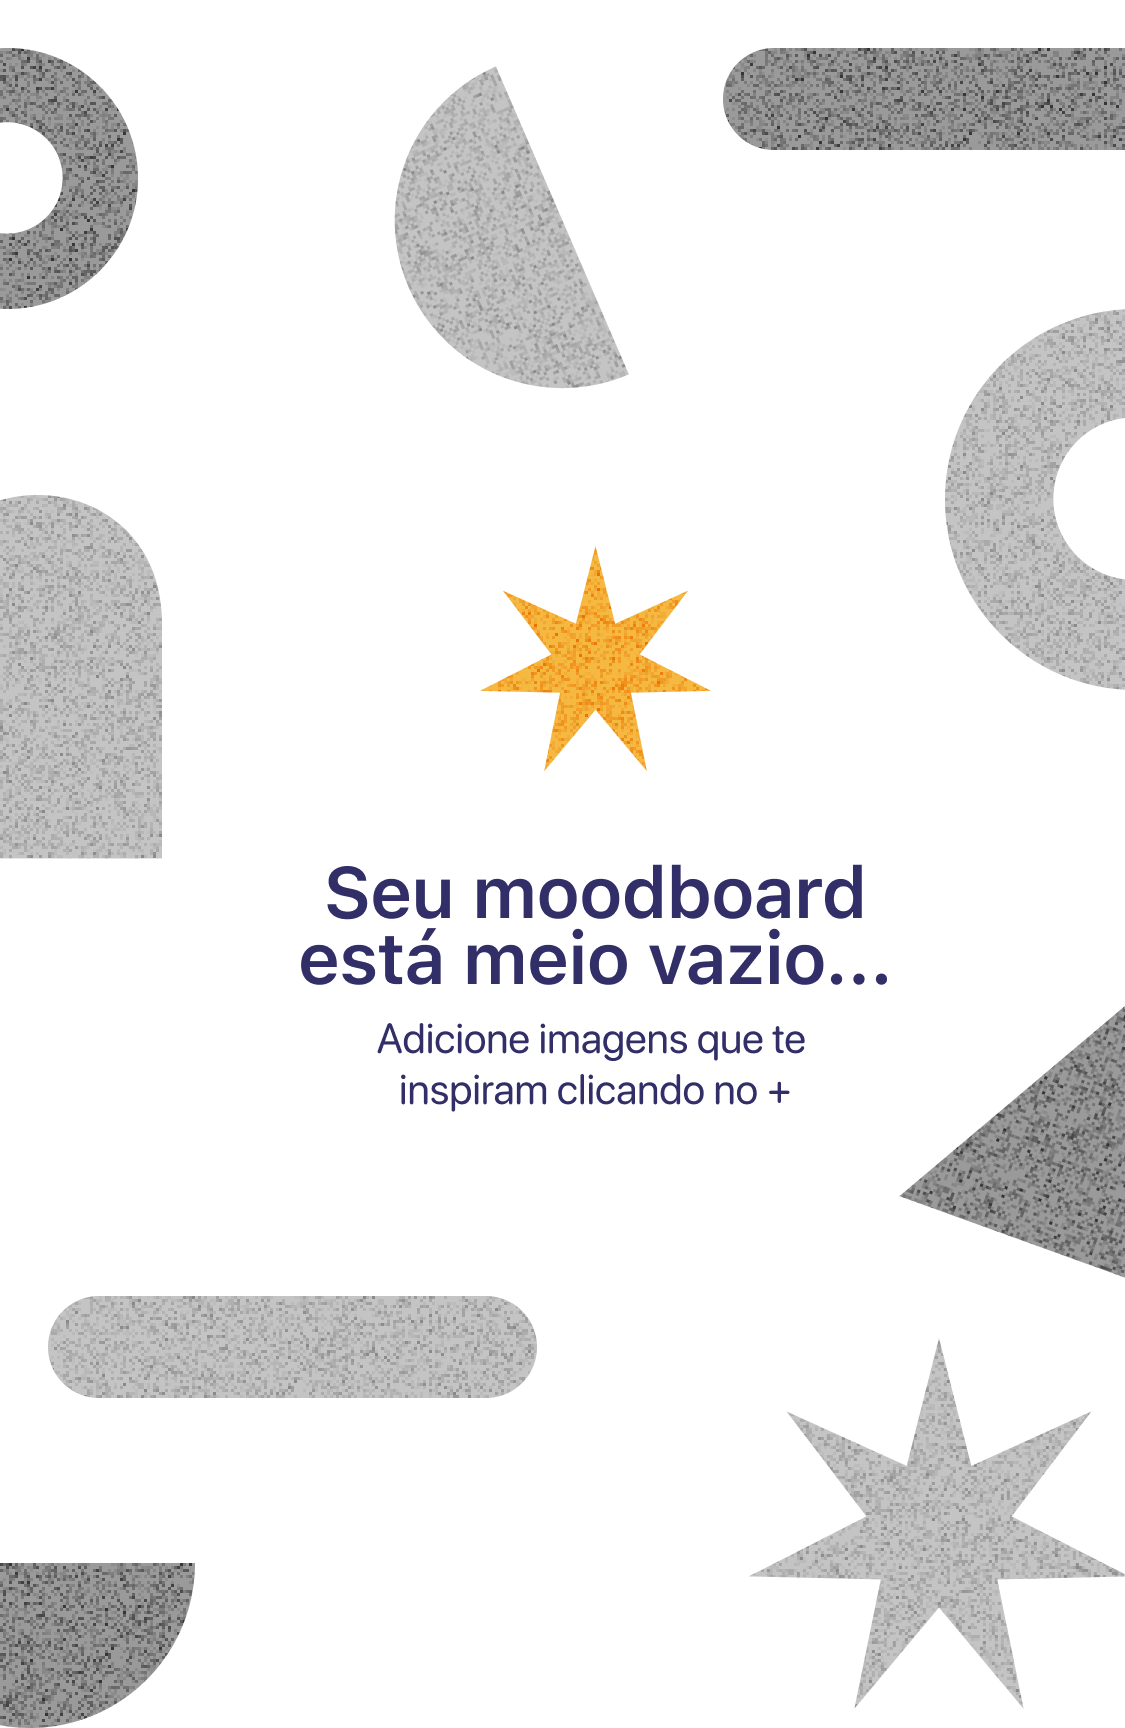 Seu moodboard
está meio vazio...
Adicione imagens que te
inspiram clicando no +